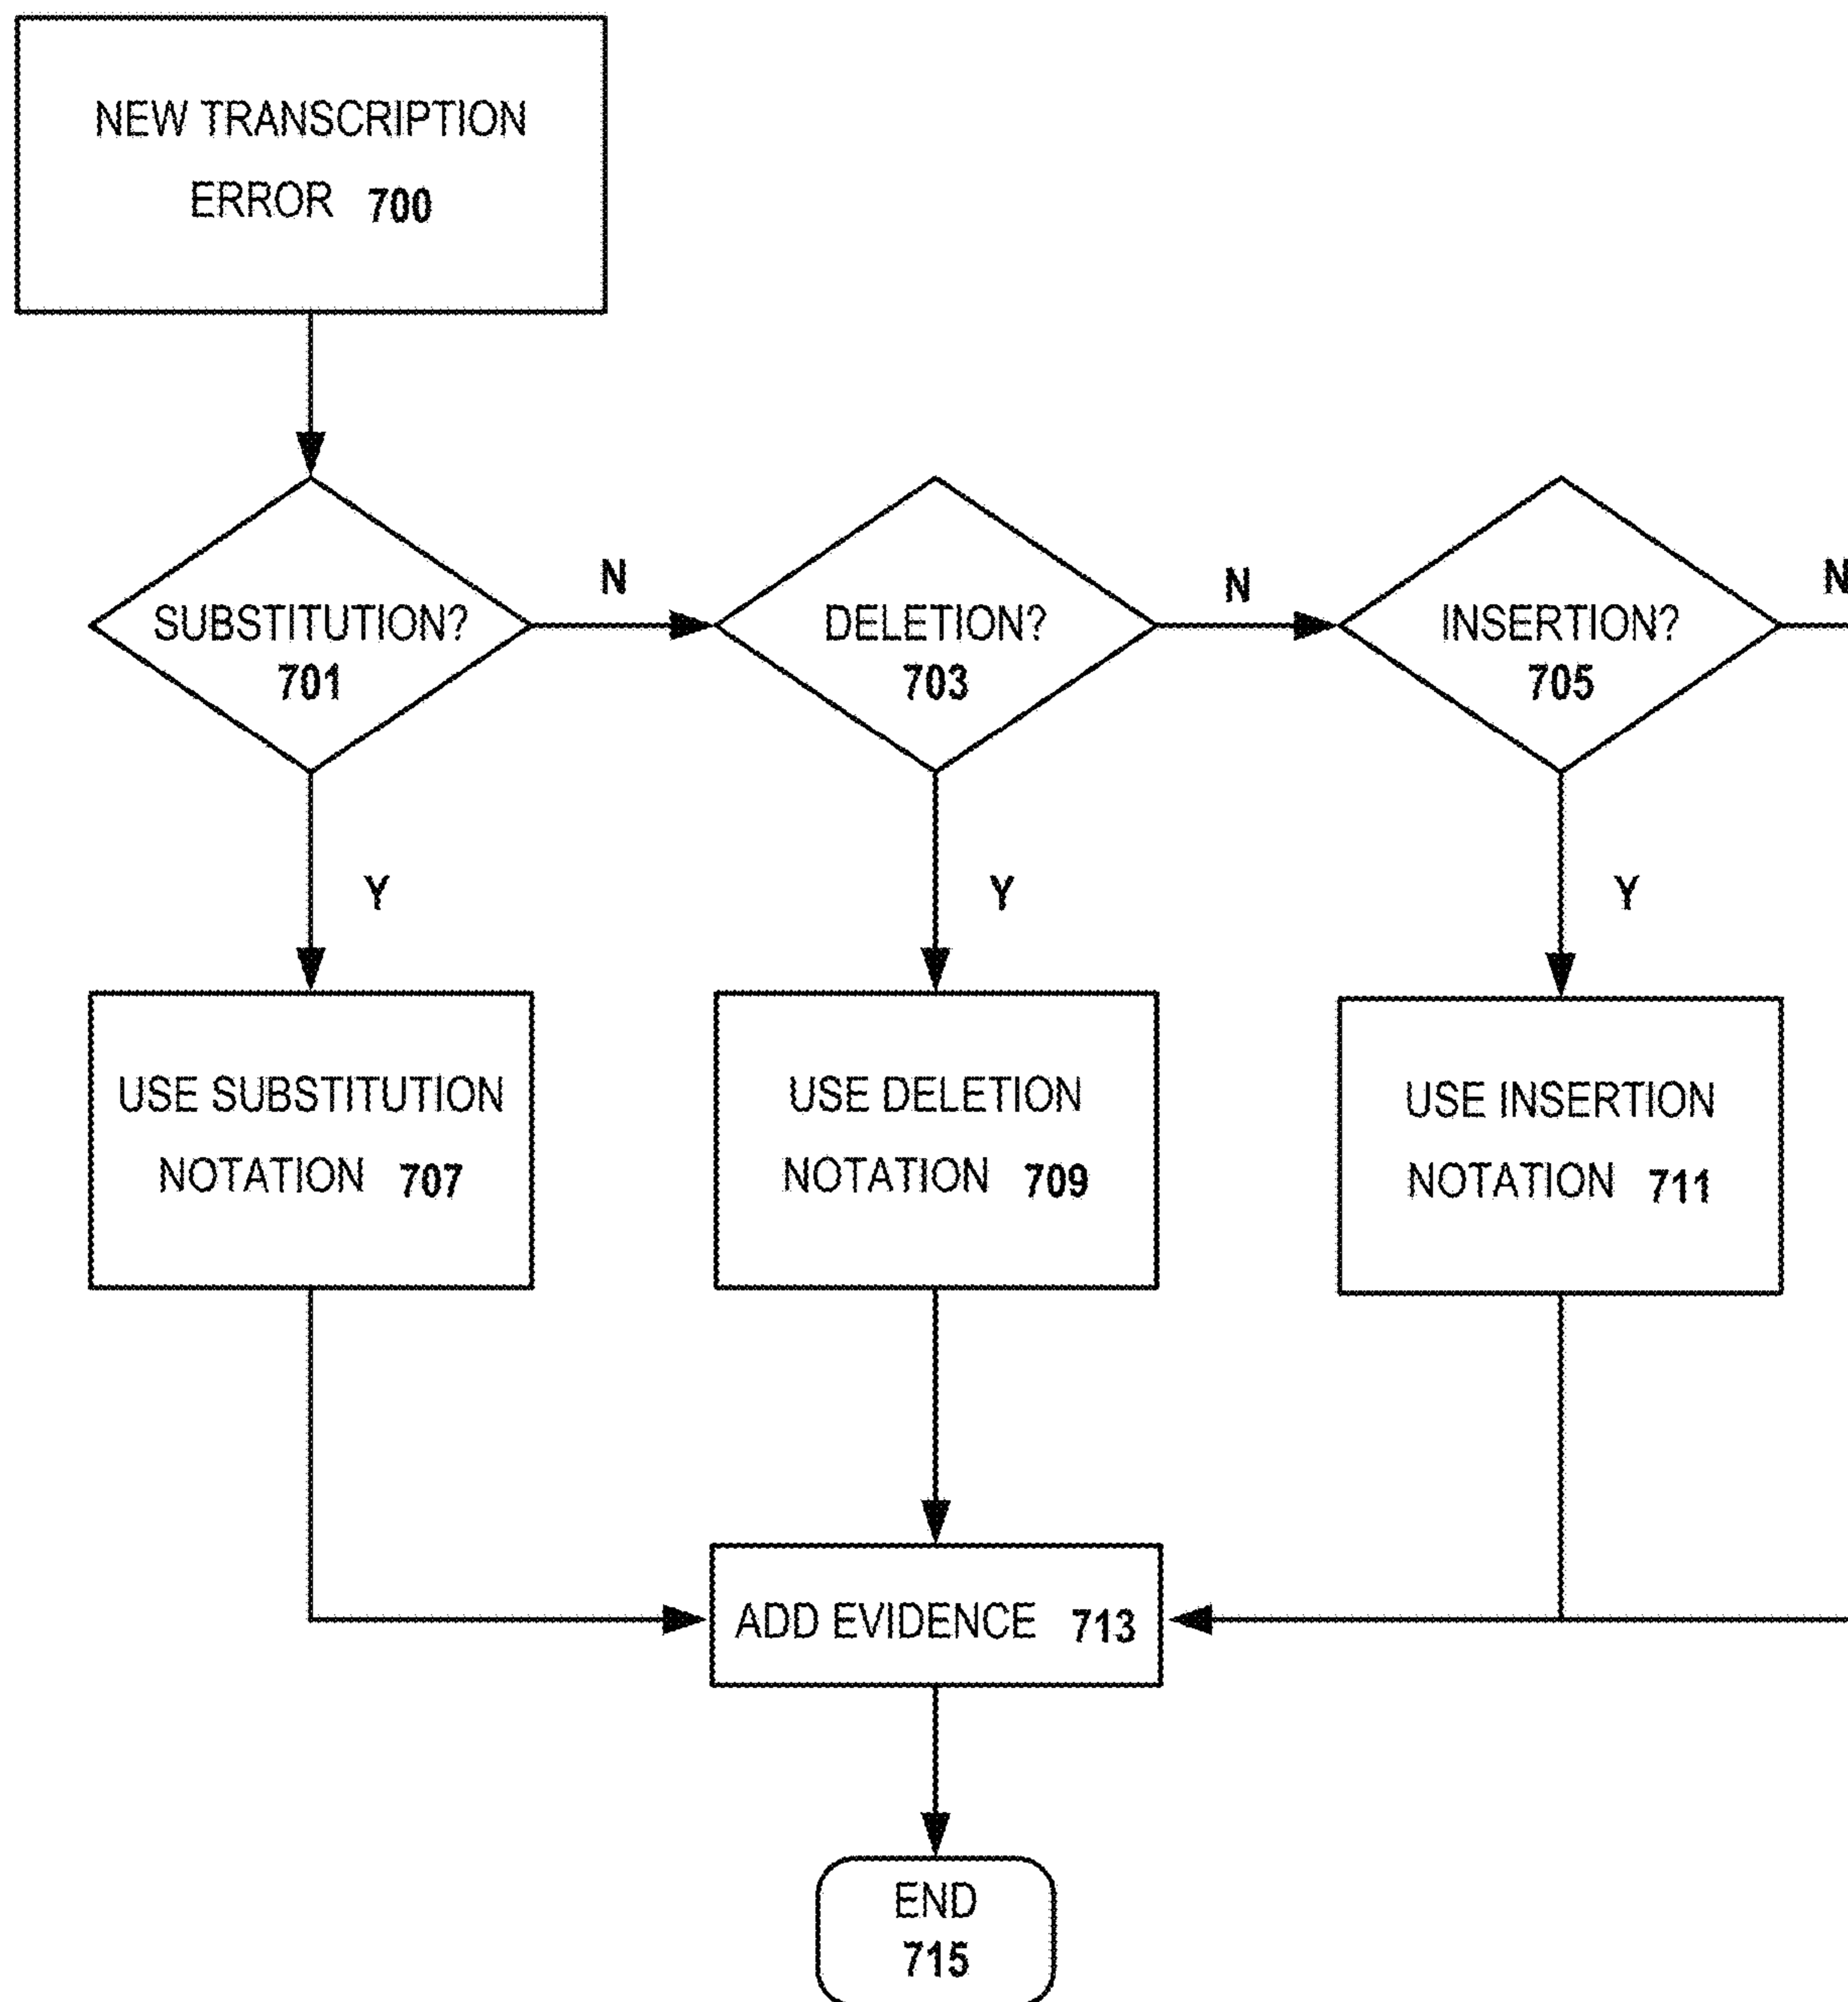 NEW TRANSCRIPTION
ERROR 700
N
N
N
SUBSTITUTION?
701
DELETION?
703
INSERTION?
705
Y
Y
Y
USE SUBSTITUTION
NOTATION 707
USE DELETION
NOTATION 709
USE INSERTION
NOTATION 711
ADD EVIDENCE 713
END
715